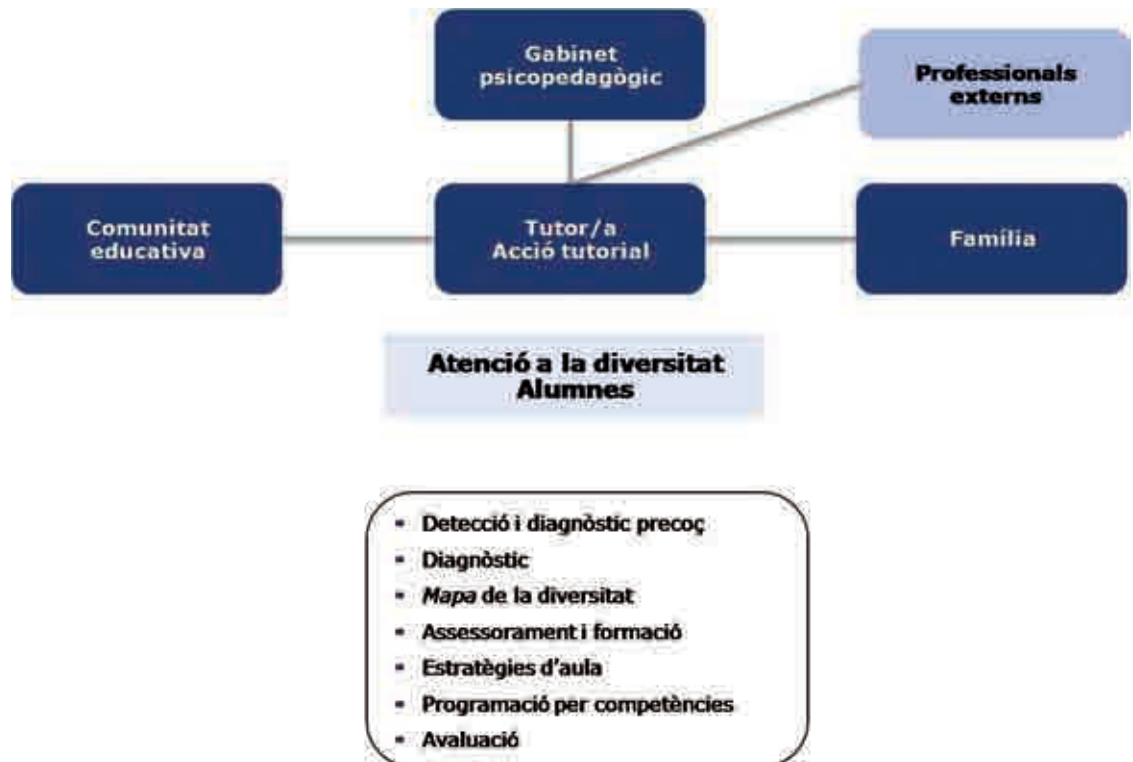 Gabinet
psicopedagògic
Professionals
externs
Comunitat
educativa
Tutor/a
Acció tutorial
Família
Atenció a la diversitat
Alumnes
- Detecció i diagnòstic precoç
- Diagnòstic
- Mapa de la diversitat
- Assessorament i formació
- Estratègies d'aula
- Programació per competències
- Avaluació